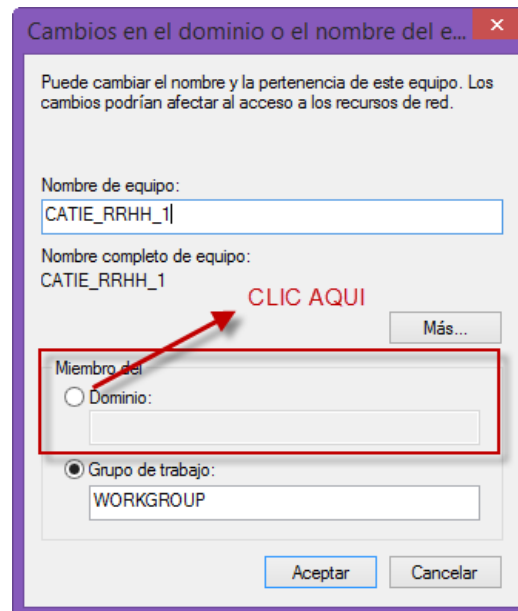 Cambios en el dominio o el nombre del e...
Puede cambiar el nombre y la pertenencia de este equipo. Los
cambios podrían afectar al acceso a los recursos de red.
Nombre de equipo:
CATIE_RRHH_1
Nombre completo de equipo:
CATIE_RRHH_1
CLIC AQUI
Más...
Miembro del
Dominio:
Grupo de trabajo:
WORKGROUP
Aceptar
Cancelar